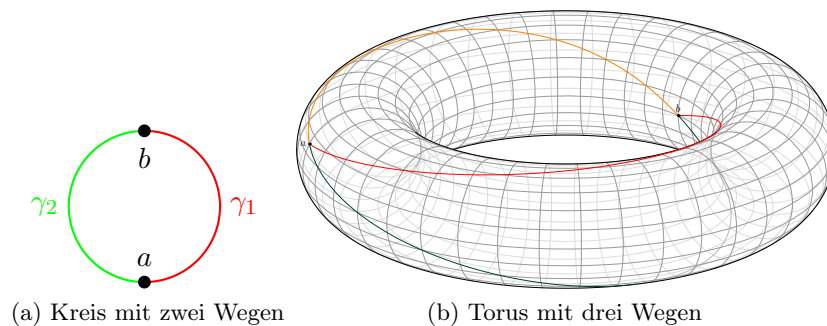 b
γ₂
γ₁
a
(a) Kreis mit zwei Wegen
a
b
(b) Torus mit drei Wegen